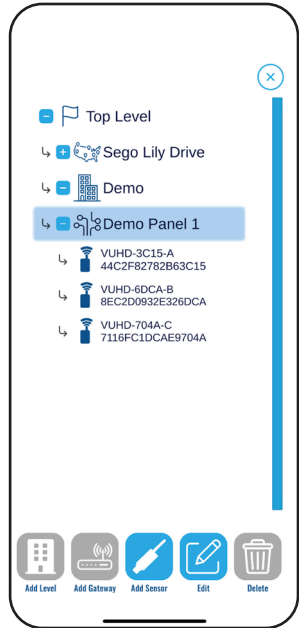 Top Level
Sego Lily Drive
Demo
Demo Panel 1
VUHD-3C15-A
44C2F82782B63C15
VUHD-6DCA-B
8EC2D0932E326DCA
VUHD-704A-C
7116FC1DCAE9704A
Add Level Add Gateway Add Sensor Edit Delete